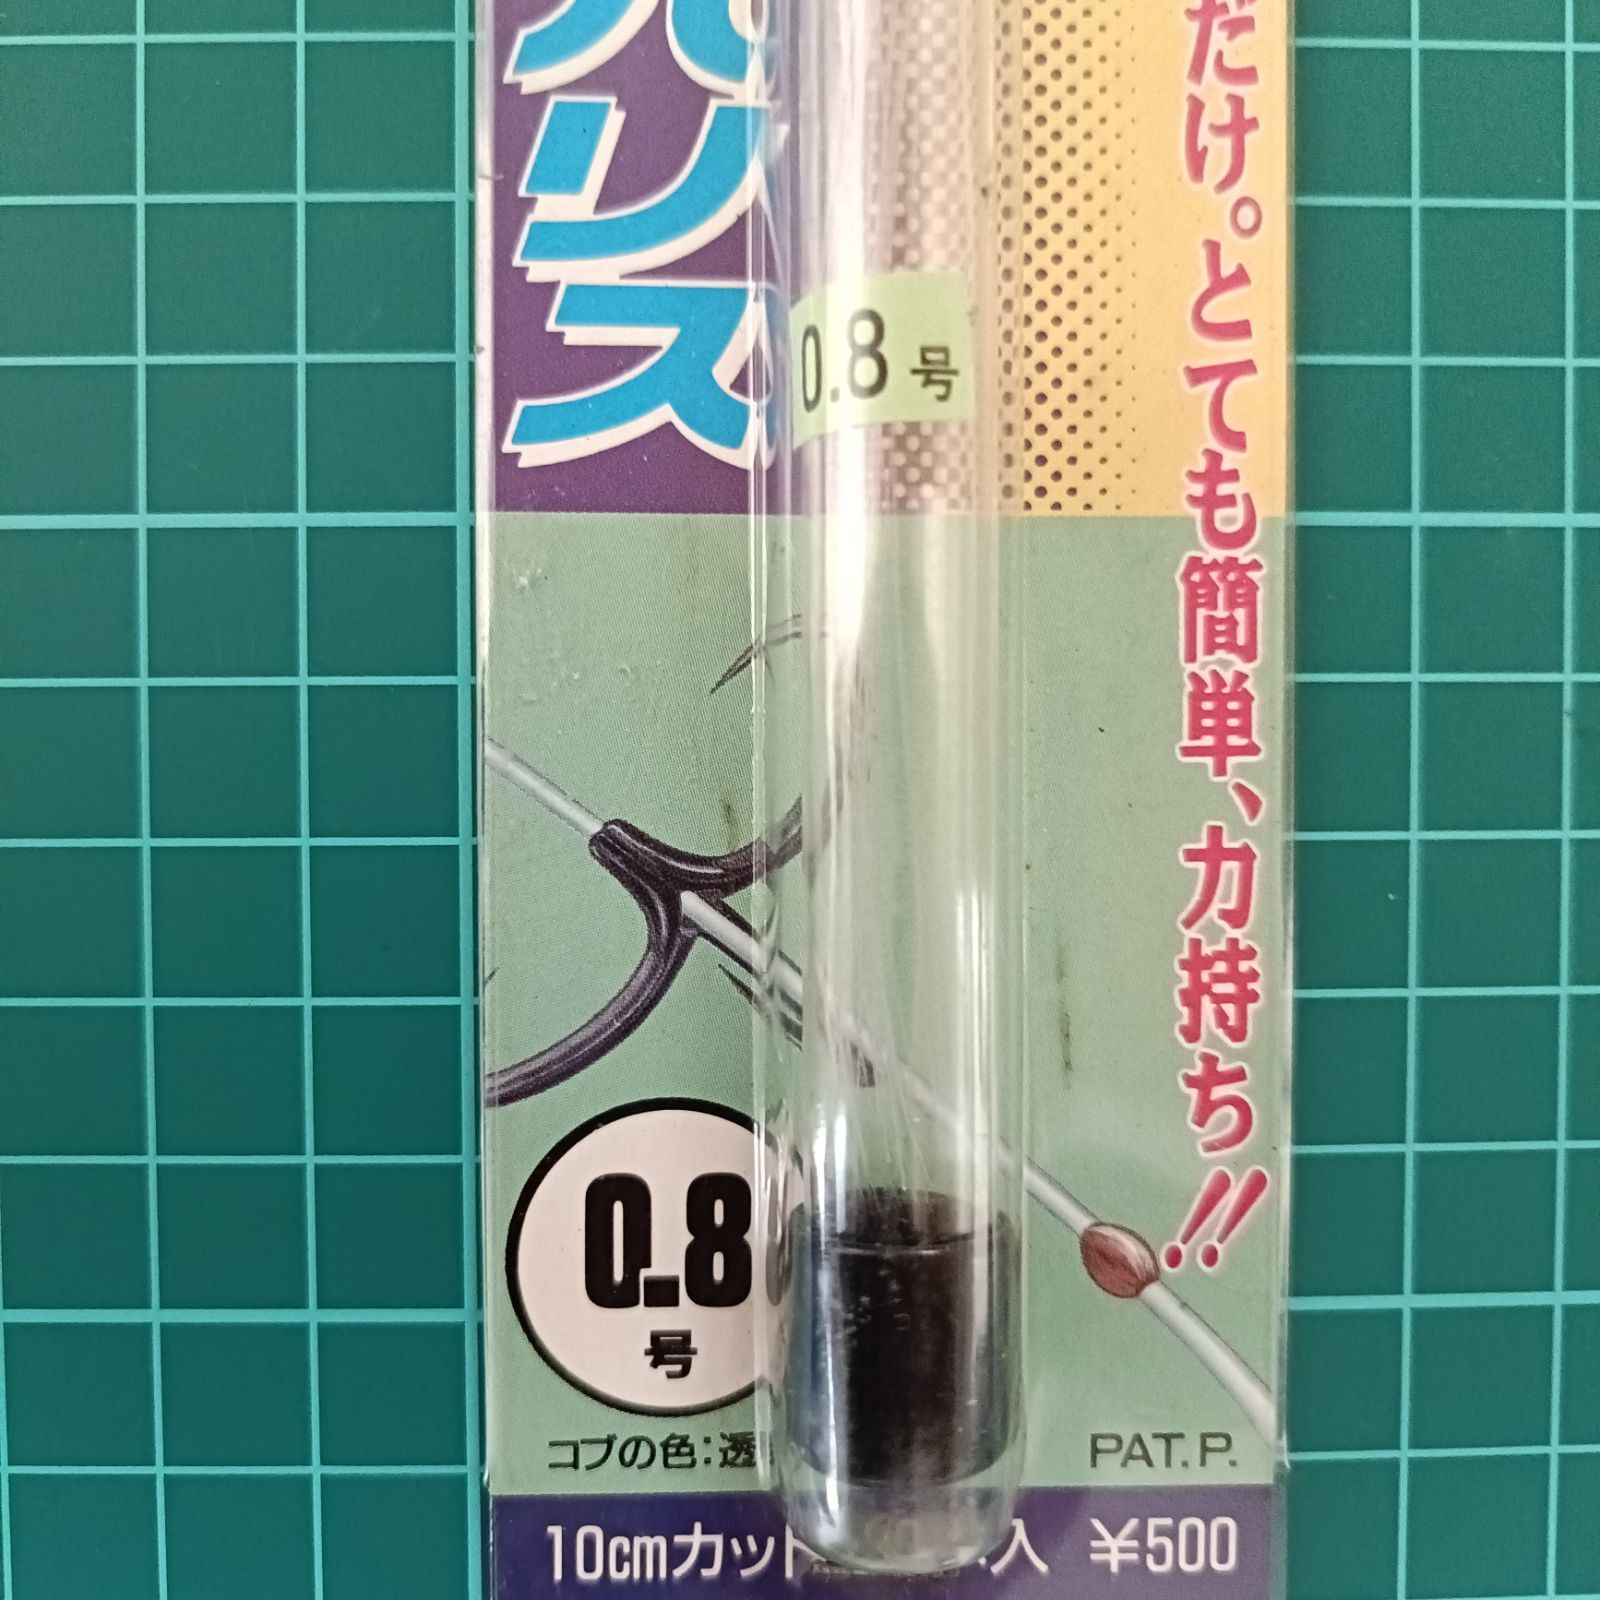 ハリス
だけ。とても簡単、力持ち!!
0.8号
0.8
号
コブの色:透
PAT.P.
10cmカット
入 ¥500